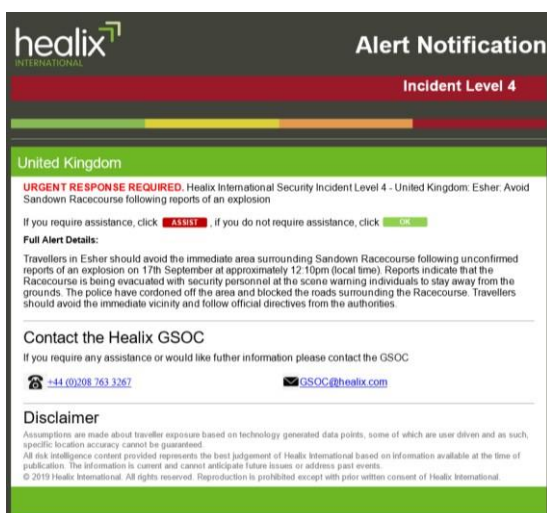 healix
INTERNATIONAL
Alert Notification
Incident Level 4
United Kingdom
URGENT RESPONSE REQUIRED. Healix International Security Incident Level 4 - United Kingdom: Esher: Avoid
Sandown Racecourse following reports of an explosion
If you require assistance, click ASSIST , if you do not require assistance, click OK
Full Alert Details:
Travellers in Esher should avoid the immediate area surrounding Sandown Racecourse following unconfirmed
reports of an explosion on 17th September at approximately 12:10pm (local time). Reports indicate that the
Racecourse is being evacuated with security personnel at the scene warning individuals to stay away from the
grounds. The police have cordoned off the area and blocked the roads surrounding the Racecourse. Travellers
should avoid the immediate vicinity and follow official directives from the authorities.
Contact the Healix GSOC
If you require any assistance or would like futher information please contact the GSOC
+44 (0)208 763 3267
GSOC@healix.com
Disclaimer
Assumptions are made about traveller exposure based on technology generated data points, some of which are user driven and as such,
specific location accuracy cannot be guaranteed.
All risk intelligence content provided represents the best judgement of Healix International based on information available at the time of
publication. The information is current and cannot anticipate future issues or address past events.
© 2019 Healix International. All rights reserved. Reproduction is prohibited except with prior written consent of Healix International.